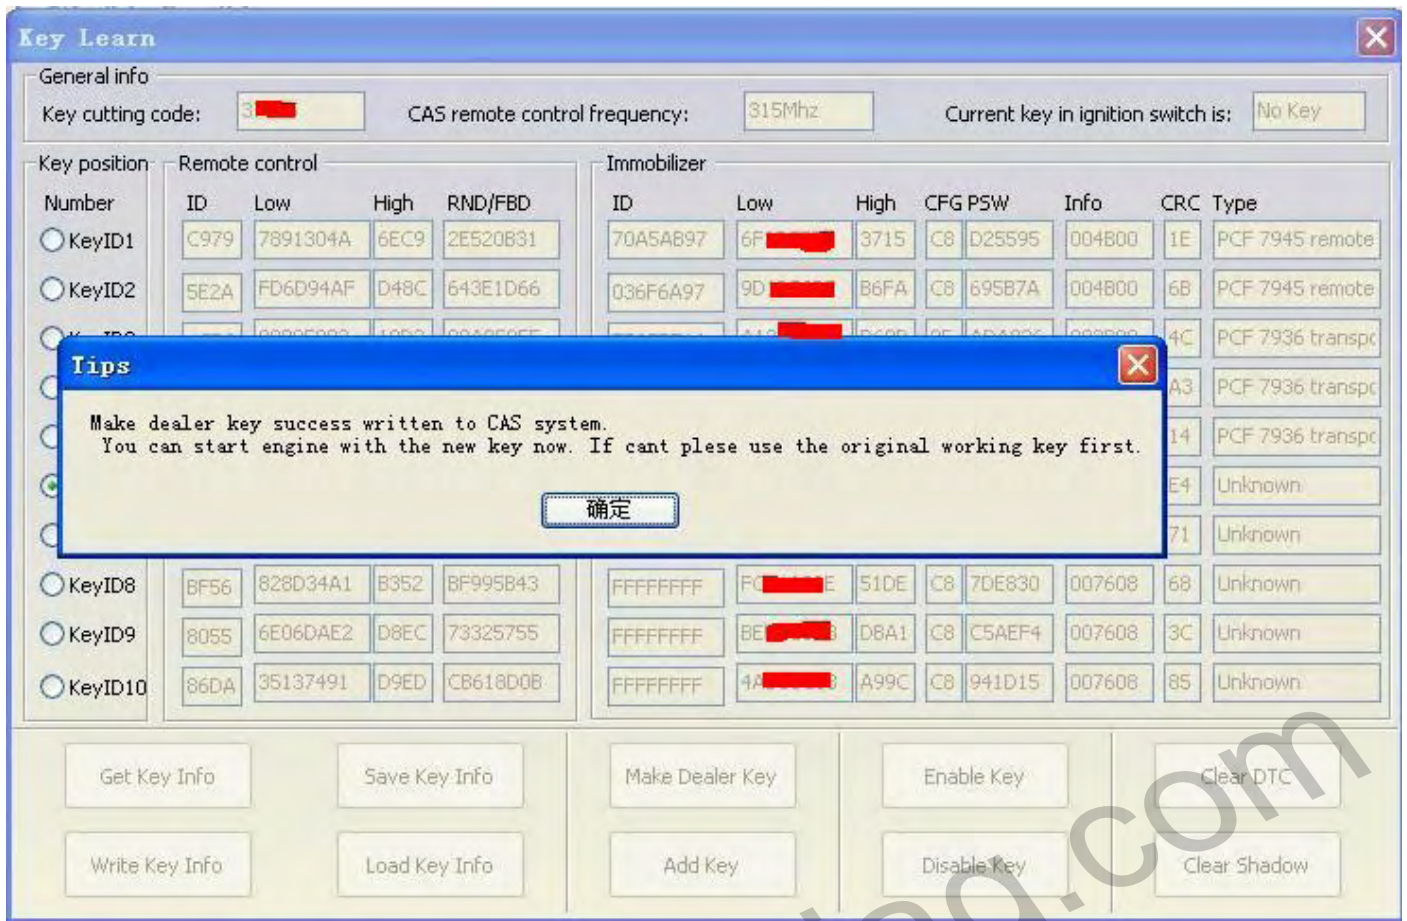 Key Learn
General info
Key cutting code: 3 CAS remote control frequency: 315Mhz Current key in ignition switch is: No Key
Key position Remote control Immobilizer
Number ID Low High RND/FBD ID Low High CFG PSW Info CRC Type
KeyID1 C979 7891304A 6EC9 2E520B31 70A5AB97 6F 3715 C8 D25595 004B00 1E PCF 7945 remote
KeyID2 5E2A FD6D94AF D48C 643E1D66 036F6A97 9D B6FA C8 695B7A 004B00 6B PCF 7945 remote
4C PCF 7936 transpo
Tips
A3 PCF 7936 transpc
Make dealer key success written to CAS system.
14 PCF 7936 transpc
You can start engine with the new key now. If cant plese use the original working key first.
E4 Unknown
确定
71 Unknown
KeyID8 BF56 828D34A1 B352 BF995B43 FFFFFFFF FC E 51DE C8 7DE830 007608 68 Unknown
KeyID9 8055 6E06DAE2 D8EC 73325755 FFFFFFFF BE DBA1 C8 C5AEF4 007608 3C Unknown
KeyID10 86DA 35137491 D9ED CB618D0B FFFFFFFF 4A A99C C8 941D15 007608 85 Unknown
Get Key Info Save Key Info Make Dealer Key Enable Key Clear DTC
Write Key Info Load Key Info Add Key Disable Key Clear Shadow